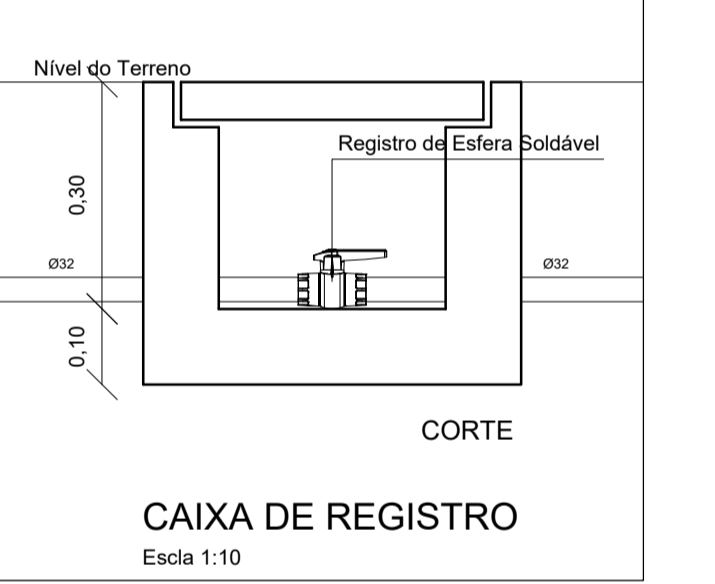 Nível do Terreno
Registro de Esfera Soldável
0,30
Ø32
Ø32
0,10
CORTE
CAIXA DE REGISTRO
Escla 1:10